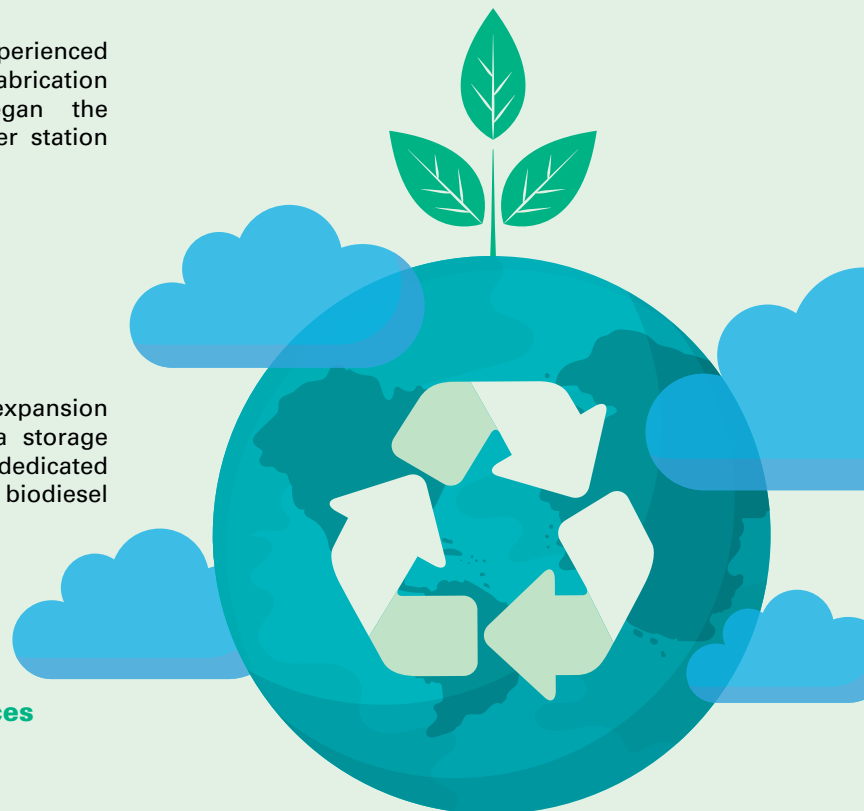 perienced
abrication
gan the
er station
expansion
a storage
dedicated
biodiesel
ces